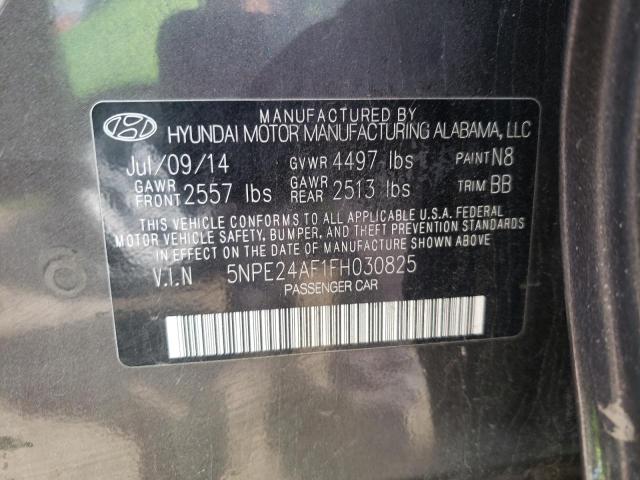 MANUFACTURED BY
HYUNDAI MOTOR MANUFACTURING ALABAMA, LLC
Jul/09/14 GVWR 4497 lbs PAINT N8
GAWR FRONT 2557 lbs GAWR REAR 2513 lbs TRIM BB
THIS VEHICLE CONFORMS TO ALL APPLICABLE U.S.A. FEDERAL
MOTOR VEHICLE SAFETY, BUMPER, AND THEFT PREVENTION STANDARDS
IN EFFECT ON THE DATE OF MANUFACTURE SHOWN ABOVE.
V.I.N 5NPE24AF1FH030825
PASSENGER CAR